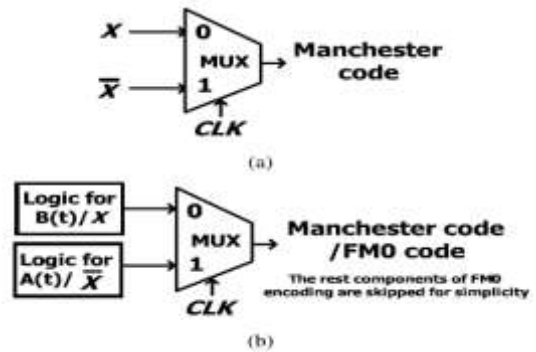 X
0
MUX
X̅
1
CLK
Manchester
code
(a)
Logic for
B(t)/X
0
MUX
Logic for
A(t)/ X̅
1
CLK
Manchester code
/FM0 code
The rest components of FM0
encoding are skipped for simplicity
(b)